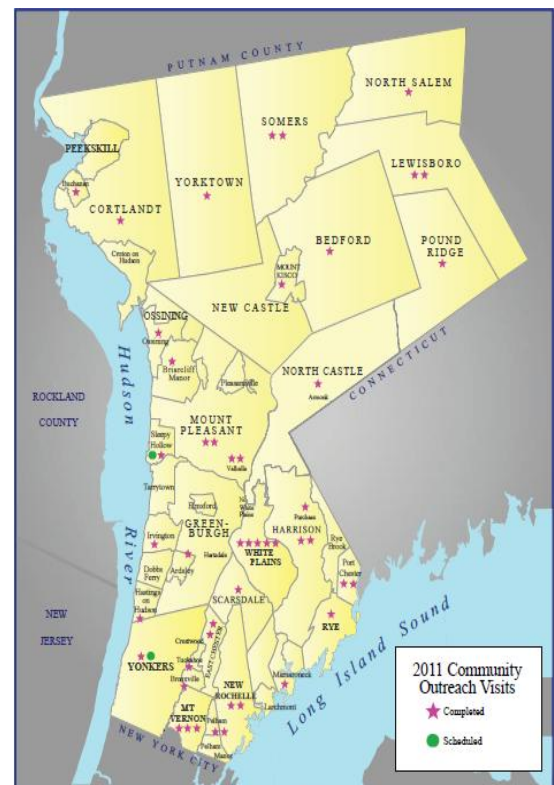 PUTNAM COUNTY
NORTH SALEM
SOMERS
PEEKSKILL
LEWISBORO
YORKTOWN
Buchanan
CORTLANDT
BEDFORD
POUND
RIDGE
Croton on
Hudson
MOUNT
KISCO
NEW CASTLE
OSSINING
Ossining
Briarcliff
Manor
Pleasantville
NORTH CASTLE
Armonk
CONNECTICUT
Hudson
River
ROCKLAND
COUNTY
MOUNT
PLEASANT
Sleepy
Hollow
Valhalla
Tarrytown
Elmsford
No.
White
Plains
Purchase
GREEN-
BURGH
HARRISON
Irvington
Hartsdale
WHITE
PLAINS
Rye
Brook
Dobbs
Ferry
Ardsley
Port
Chester
Hastings
on
Hudson
SCARSDALE
NEW
JERSEY
RYE
Crestwood
EASTCHESTER
YONKERS
Tuckahoe
Bronxville
Mamaroneck
NEW
ROCHELLE
Larchmont
MT
VERNON
Pelham
Pelham
Manor
NEW YORK CITY
Long Island Sound
2011 Community
Outreach Visits
Completed
Scheduled